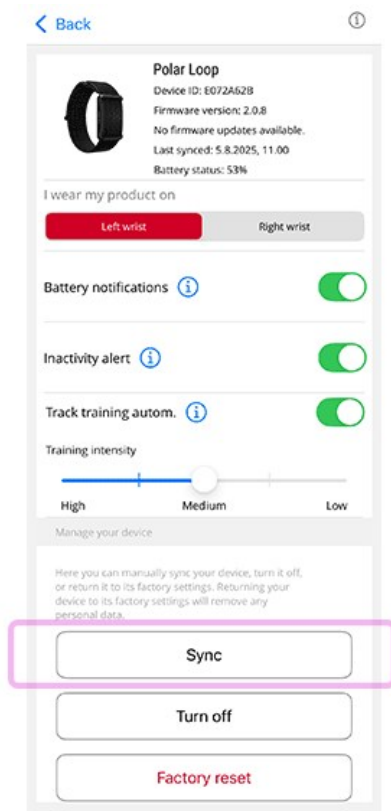 Back
Polar Loop
Device ID: E072A62B
Firmware version: 2.0.8
No firmware updates available.
Last synced: 5.8.2025, 11.00
Battery status: 53%
I wear my product on
Left wrist Right wrist
Battery notifications
Inactivity alert
Track training autom.
Training intensity
High Medium Low
Manage your device
Here you can manually sync your device, turn it off,
or return it to its factory settings. Returning your
device to its factory settings will remove any
personal data.
Sync
Turn off
Factory reset